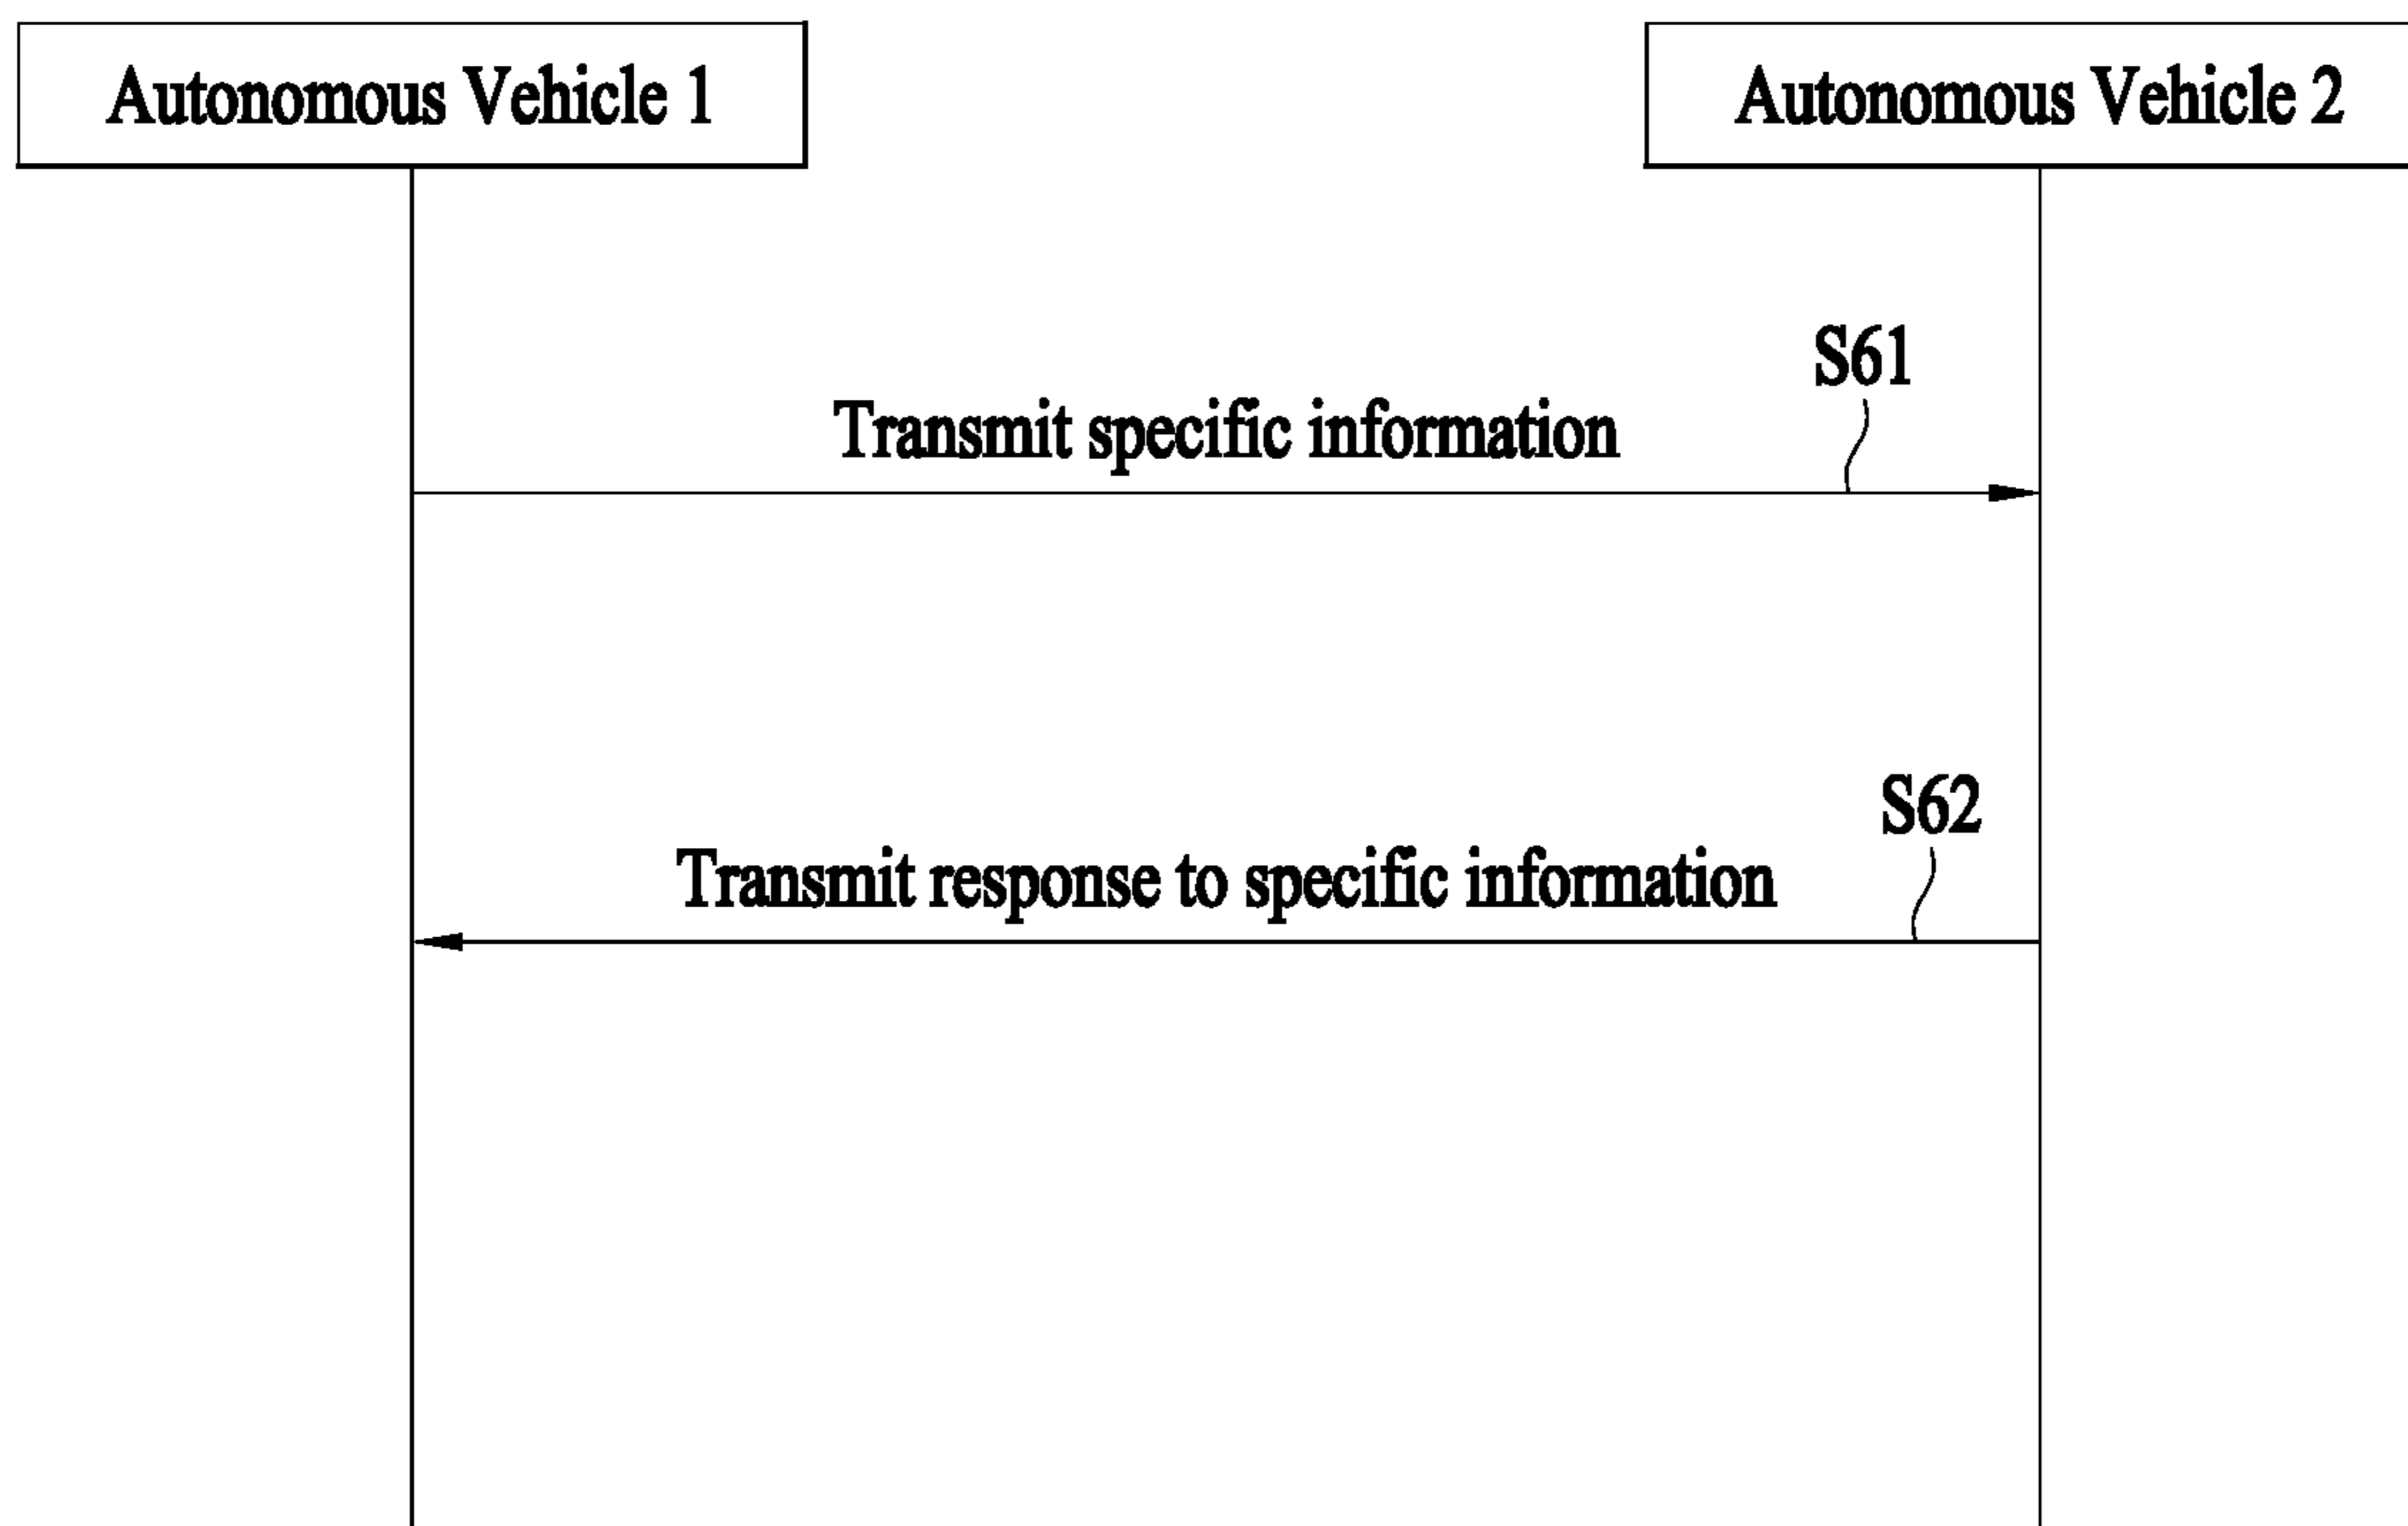 Autonomous Vehicle 1
Autonomous Vehicle 2
S61
Transmit specific information
S62
Transmit response to specific information